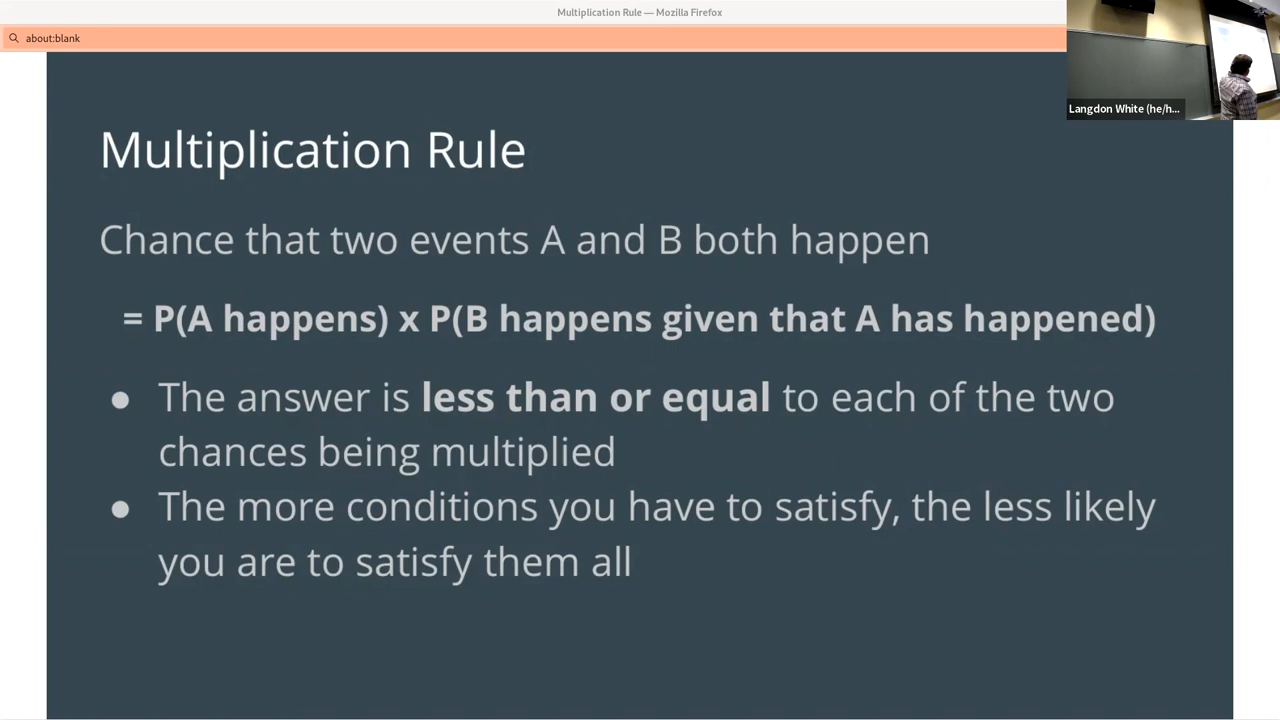 Multiplication Rule — Mozilla Firefox
about:blank
Langdon White (he/h...
Multiplication Rule
Chance that two events A and B both happen
= P(A happens) x P(B happens given that A has happened)
● The answer is less than or equal to each of the two
chances being multiplied
● The more conditions you have to satisfy, the less likely
you are to satisfy them all